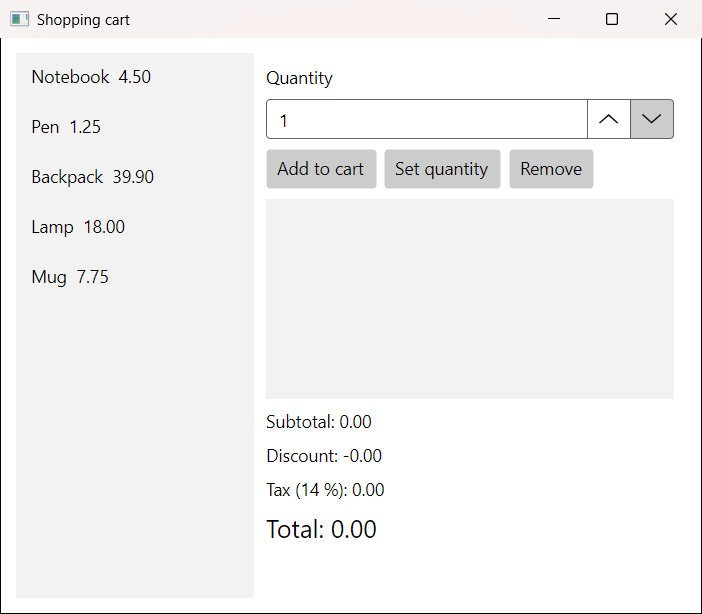 Shopping cart
Notebook  4.50
Pen  1.25
Backpack  39.90
Lamp  18.00
Mug  7.75
Quantity
1
Add to cart
Set quantity
Remove
Subtotal: 0.00
Discount: -0.00
Tax (14 %): 0.00
Total: 0.00